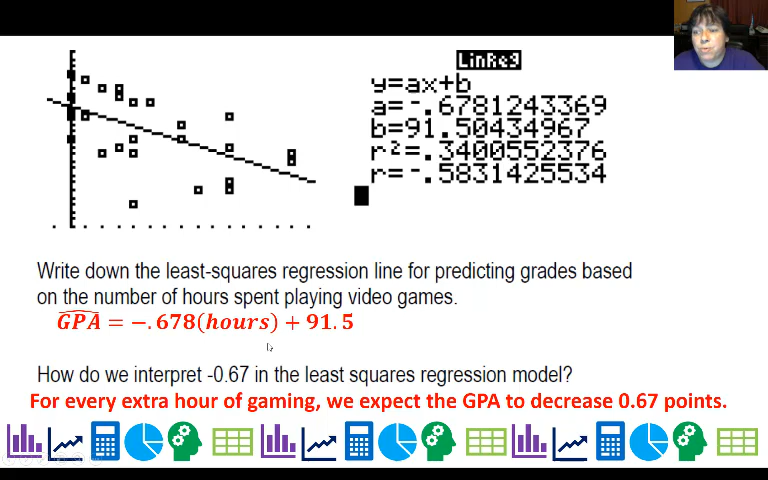 LinReg
y=ax+b
a=-.6781243369
b=91.50434967
r²=.3400552376
r=-.5831425534
Write down the least-squares regression line for predicting grades based
on the number of hours spent playing video games.
GPA = −.678(hours) + 91.5
How do we interpret -0.67 in the least squares regression model?
For every extra hour of gaming, we expect the GPA to decrease 0.67 points.